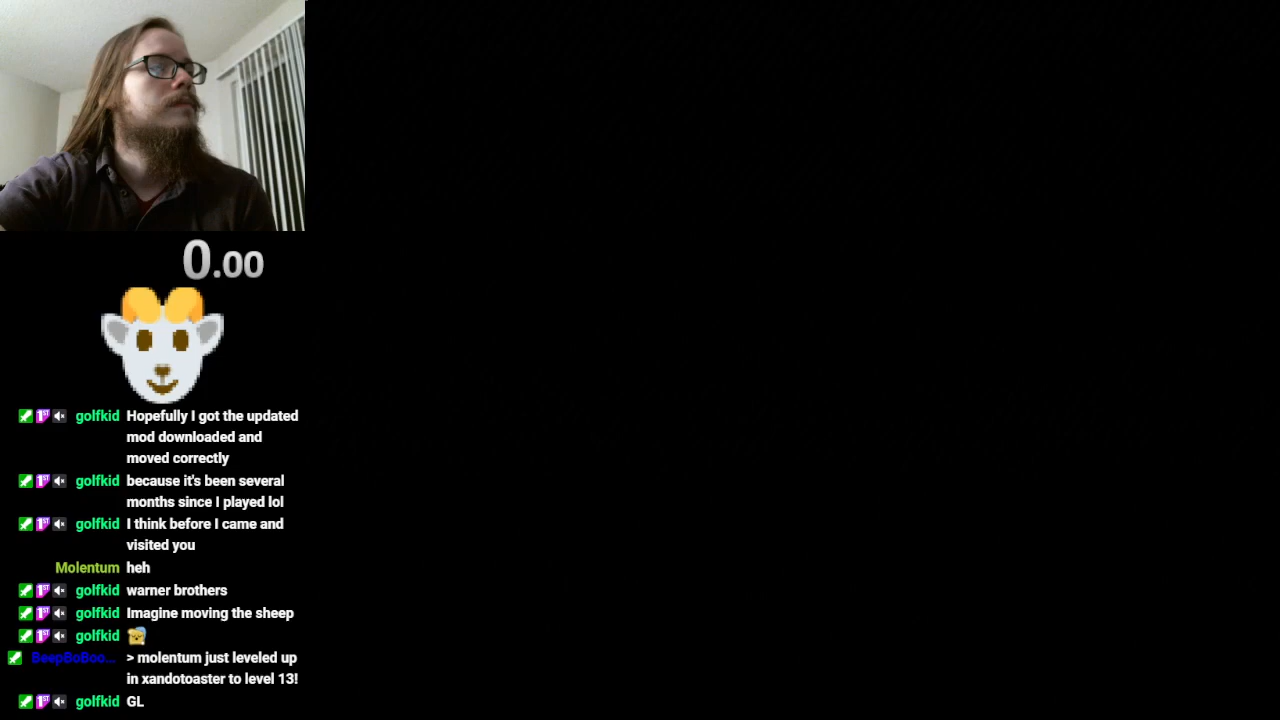 0.00
golfkid Hopefully I got the updated
mod downloaded and
moved correctly
golfkid because it's been several
months since I played lol
golfkid I think before I came and
visited you
Molentum heh
golfkid warner brothers
golfkid Imagine moving the sheep
golfkid
BeepBoBoo... > molentum just leveled up
in xandotoaster to level 13!
golfkid GL